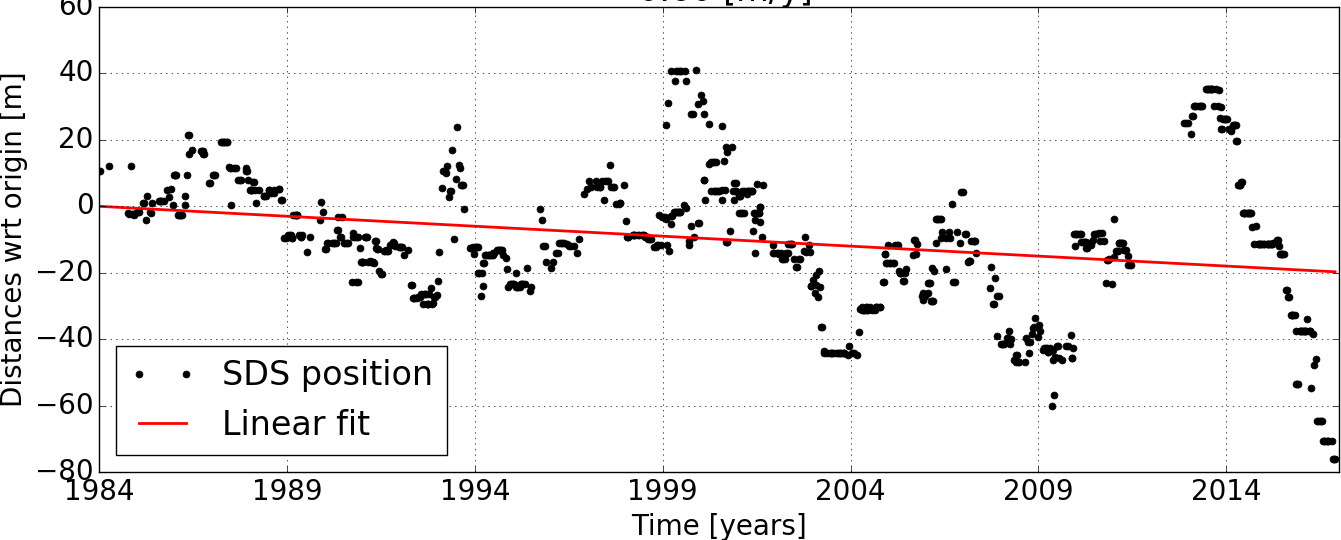 [m/y]
60
40
20
0
−20
−40
−60
−80
Distances wrt origin [m]
SDS position
Linear fit
1984 1989 1994 1999 2004 2009 2014
Time [years]